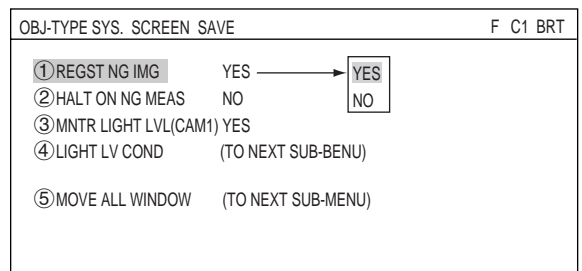 OBJ-TYPE SYS. SCREEN SAVE F C1 BRT
①REGST NG IMG YES YES
②HALT ON NG MEAS NO NO
③MNTR LIGHT LVL(CAM1) YES
④LIGHT LV COND (TO NEXT SUB-BENU)
⑤MOVE ALL WINDOW (TO NEXT SUB-MENU)